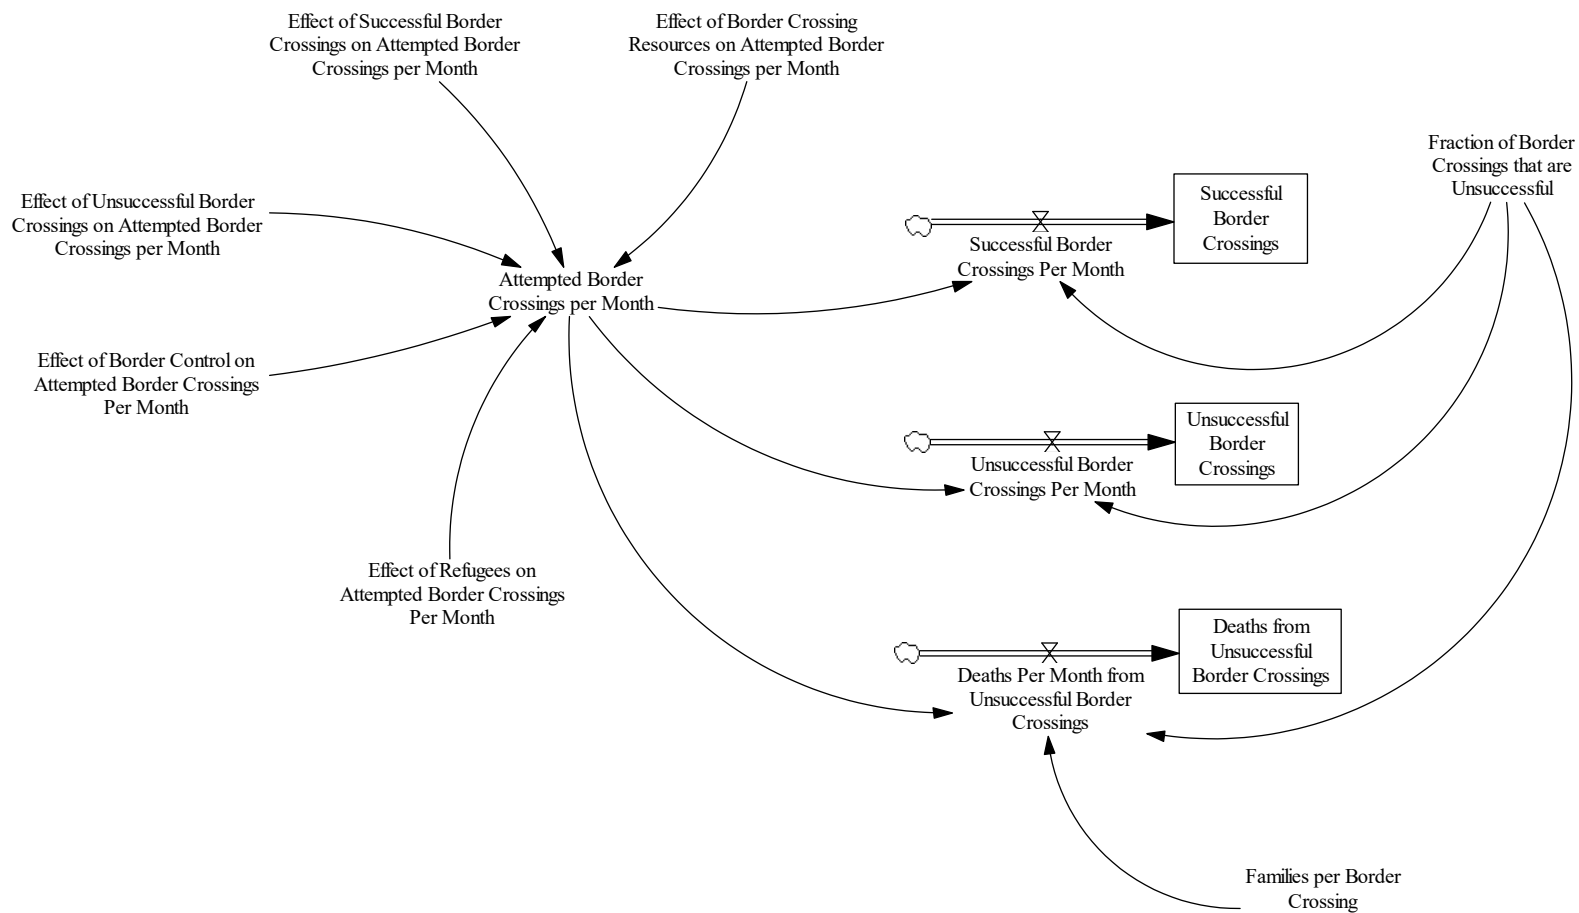 Effect of Successful Border
Crossings on Attempted Border
Crossings per Month
Effect of Border Crossing
Resources on Attempted Border
Crossings per Month
Fraction of Border
Crossings that are
Unsuccessful
Effect of Unsuccessful Border
Crossings on Attempted Border
Crossings per Month
Successful
Border
Crossings
Successful Border
Crossings Per Month
Attempted Border
Crossings per Month
Effect of Border Control on
Attempted Border Crossings
Per Month
Unsuccessful
Border
Crossings
Unsuccessful Border
Crossings Per Month
Effect of Refugees on
Attempted Border Crossings
Per Month
Deaths from
Unsuccessful
Border Crossings
Deaths Per Month from
Unsuccessful Border
Crossings
Families per Border
Crossing